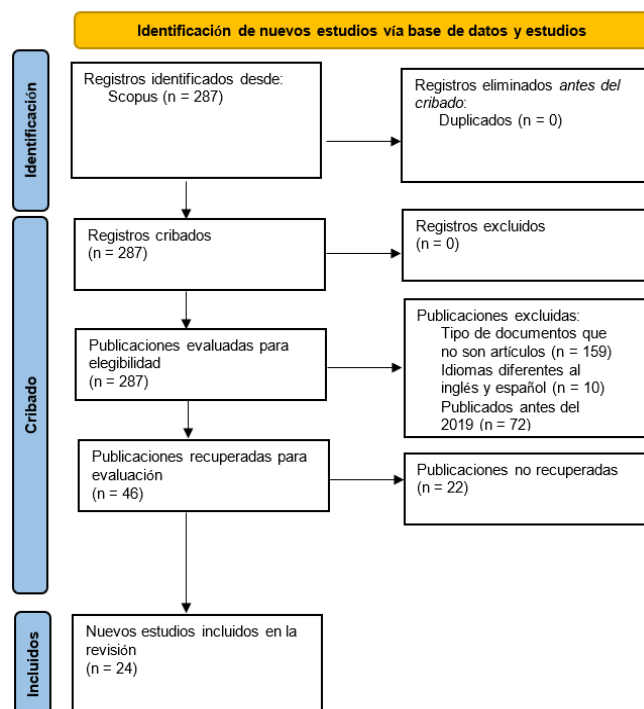 Identificación de nuevos estudios vía base de datos y estudios
Identificación
Registros identificados desde:
Scopus (n = 287)
Registros eliminados antes del
cribado:
Duplicados (n = 0)
Cribado
Registros cribados
(n = 287)
Registros excluidos
(n = 0)
Publicaciones evaluadas para
elegibilidad
(n = 287)
Publicaciones excluidas:
Tipo de documentos que
no son artículos (n = 159)
Idiomas diferentes al
inglés y español (n = 10)
Publicados antes del
2019 (n = 72)
Publicaciones recuperadas para
evaluación
(n = 46)
Publicaciones no recuperadas
(n = 22)
Incluidos
Nuevos estudios incluidos en la
revisión
(n = 24)